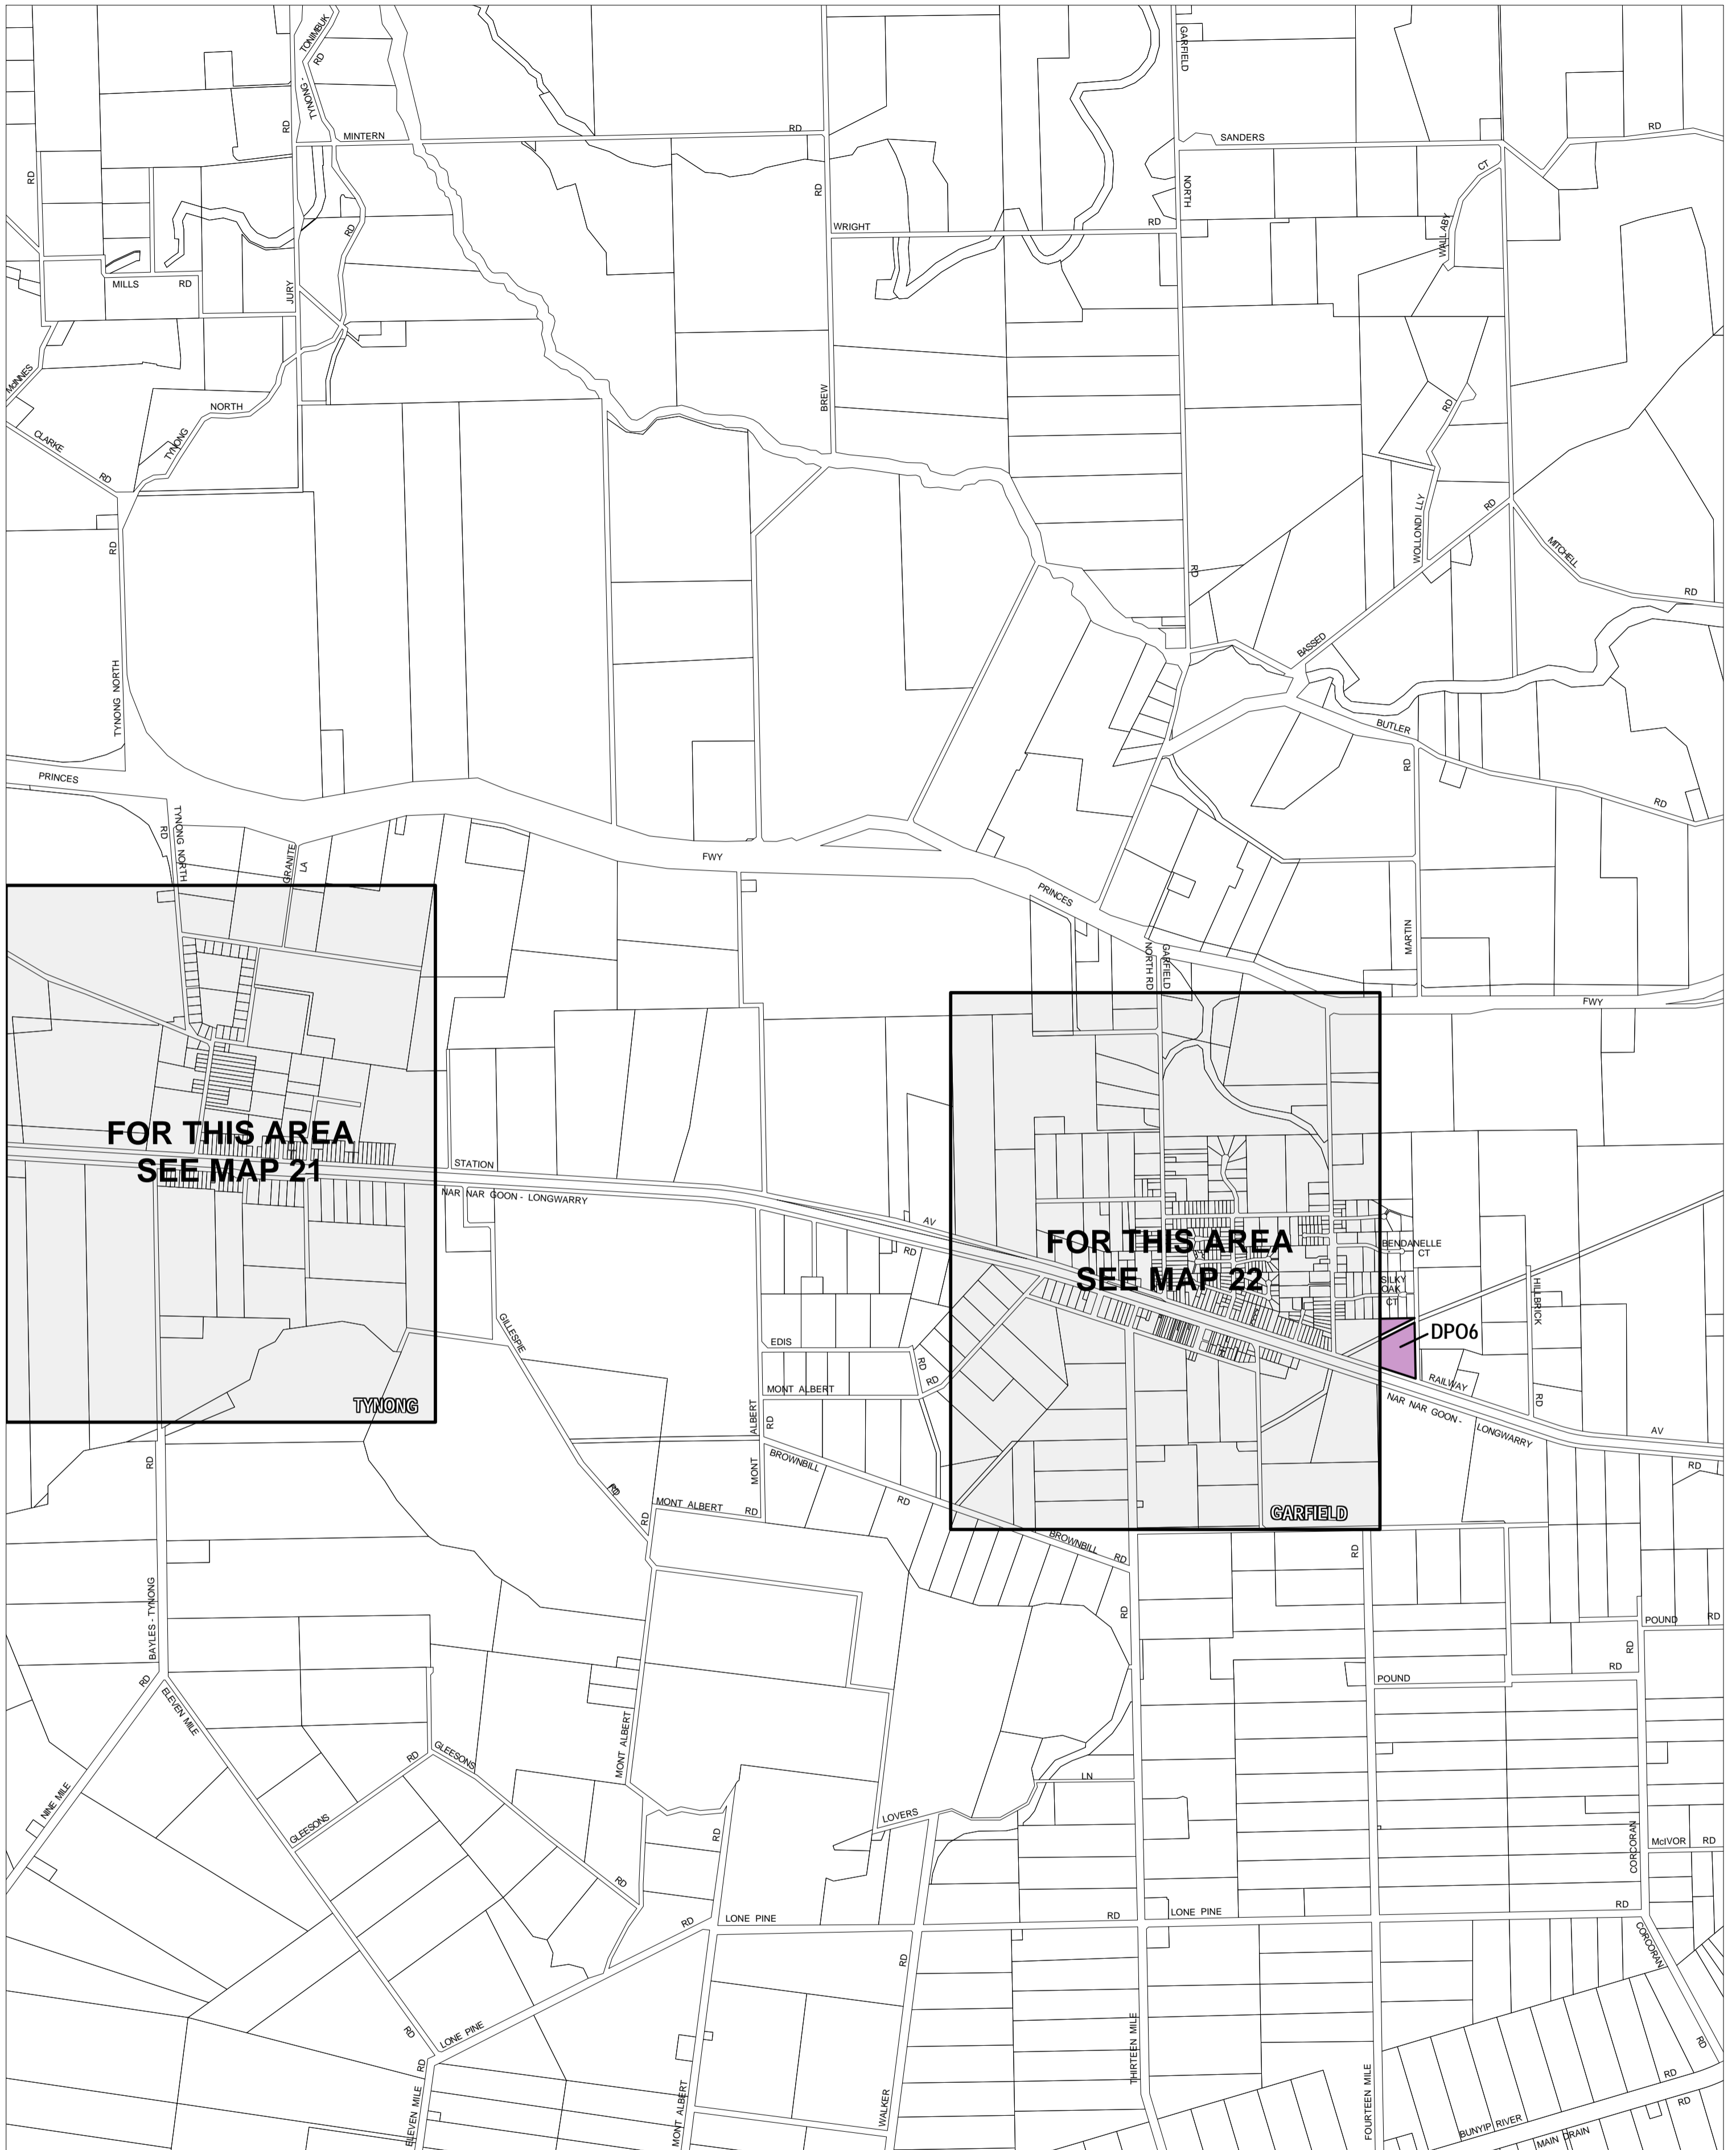 TONIMBUK
RD
TYNONG -
GARFIELD
RD
MINTERN
RD
SANDERS
RD
RD
RD
NORTH
CT
WRIGHT
RD
WALLABY
RD
MILLS RD
JURY
McINNES
NORTH
BREW
RD
CLARKE
RD
TYNONG
RD
WOLLONDI LLY
RD
MITCHELL
RD
RD
BASSED
TYNONG NORTH
BUTLER
RD
RD
PRINCES
RD
TYNONG NORTH
GRANITE
LA
FWY
PRINCES
MARTIN
NORTH RD
GARFIELD
FWY
FOR THIS AREA
SEE MAP 21
STATION
NAR NAR GOON - LONGWARRY
AV
RD
FOR THIS AREA
SEE MAP 22
BENDANELLE
CT
SILKY
OAK
CT
HILLBRICK
DPO6
GILLESPIE
EDIS
RD
RD
MONT ALBERT
RAILWAY
RD
NAR NAR GOON -
LONGWARRY
AV
RD
TYNONG
ALBERT
RD
BROWNBILL
RD
MONT
RD
RD
MONT ALBERT
RD
RD
GARFIELD
BROWNBILL
RD
RD
BAYLES - TYNONG
RD
POUND
RD
RD
RD
POUND
RD
ELEVEN MILE
MONT ALBERT
GLEESONS
RD
NINE MILE
GLEESONS
LN
LOVERS
RD
CORCORAN
McIVOR RD
RD
RD
LONE PINE
RD
LONE PINE
RD
CORCORAN
RD
RD
LONE PINE
RD
RD
ELEVEN MILE
MONT ALBERT
WALKER
THIRTEEN MILE
FOURTEEN MILE
RD
BUNYIP RIVER
RD
MAIN DRAIN